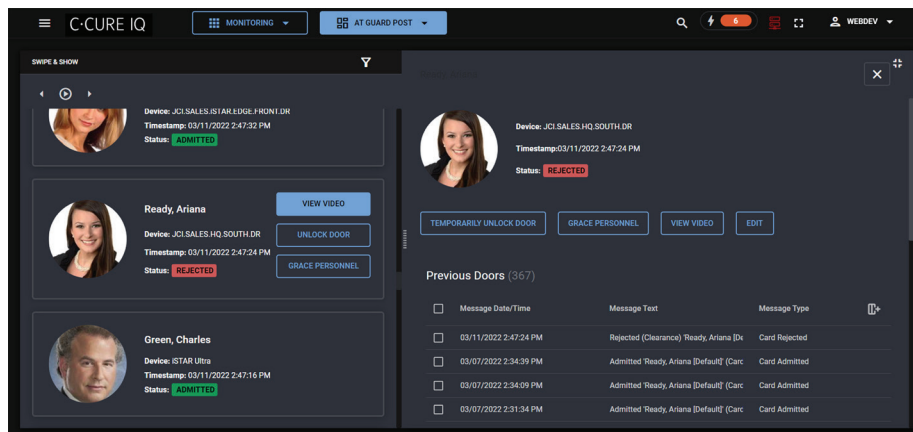 C·CURE IQ
MONITORING
AT GUARD POST
6
WEBDEV
SWIPE & SHOW
Device: JCI.SALES.ISTAR.EDGE.FRONT.DR
Timestamp: 03/11/2022 2:47:32 PM
Status: ADMITTED
Ready, Ariana
Device: JCI.SALES.HQ.SOUTH.DR
Timestamp: 03/11/2022 2:47:24 PM
Status: REJECTED
VIEW VIDEO
UNLOCK DOOR
GRACE PERSONNEL
Green, Charles
Device: iSTAR Ultra
Timestamp: 03/11/2022 2:47:16 PM
Status: ADMITTED
Device: JCI.SALES.HQ.SOUTH.DR
Timestamp:03/11/2022 2:47:24 PM
Status: REJECTED
TEMPORARILY UNLOCK DOOR GRACE PERSONNEL VIEW VIDEO EDIT
Previous Doors (367)
Message Date/Time Message Text Message Type
03/11/2022 2:47:24 PM Rejected (Clearance) 'Ready, Ariana [De Card Rejected
03/07/2022 2:34:39 PM Admitted 'Ready, Ariana [Default]' (Carc Card Admitted
03/07/2022 2:34:09 PM Admitted 'Ready, Ariana [Default]' (Carc Card Admitted
03/07/2022 2:31:34 PM Admitted 'Ready, Ariana [Default]' (Carc Card Admitted